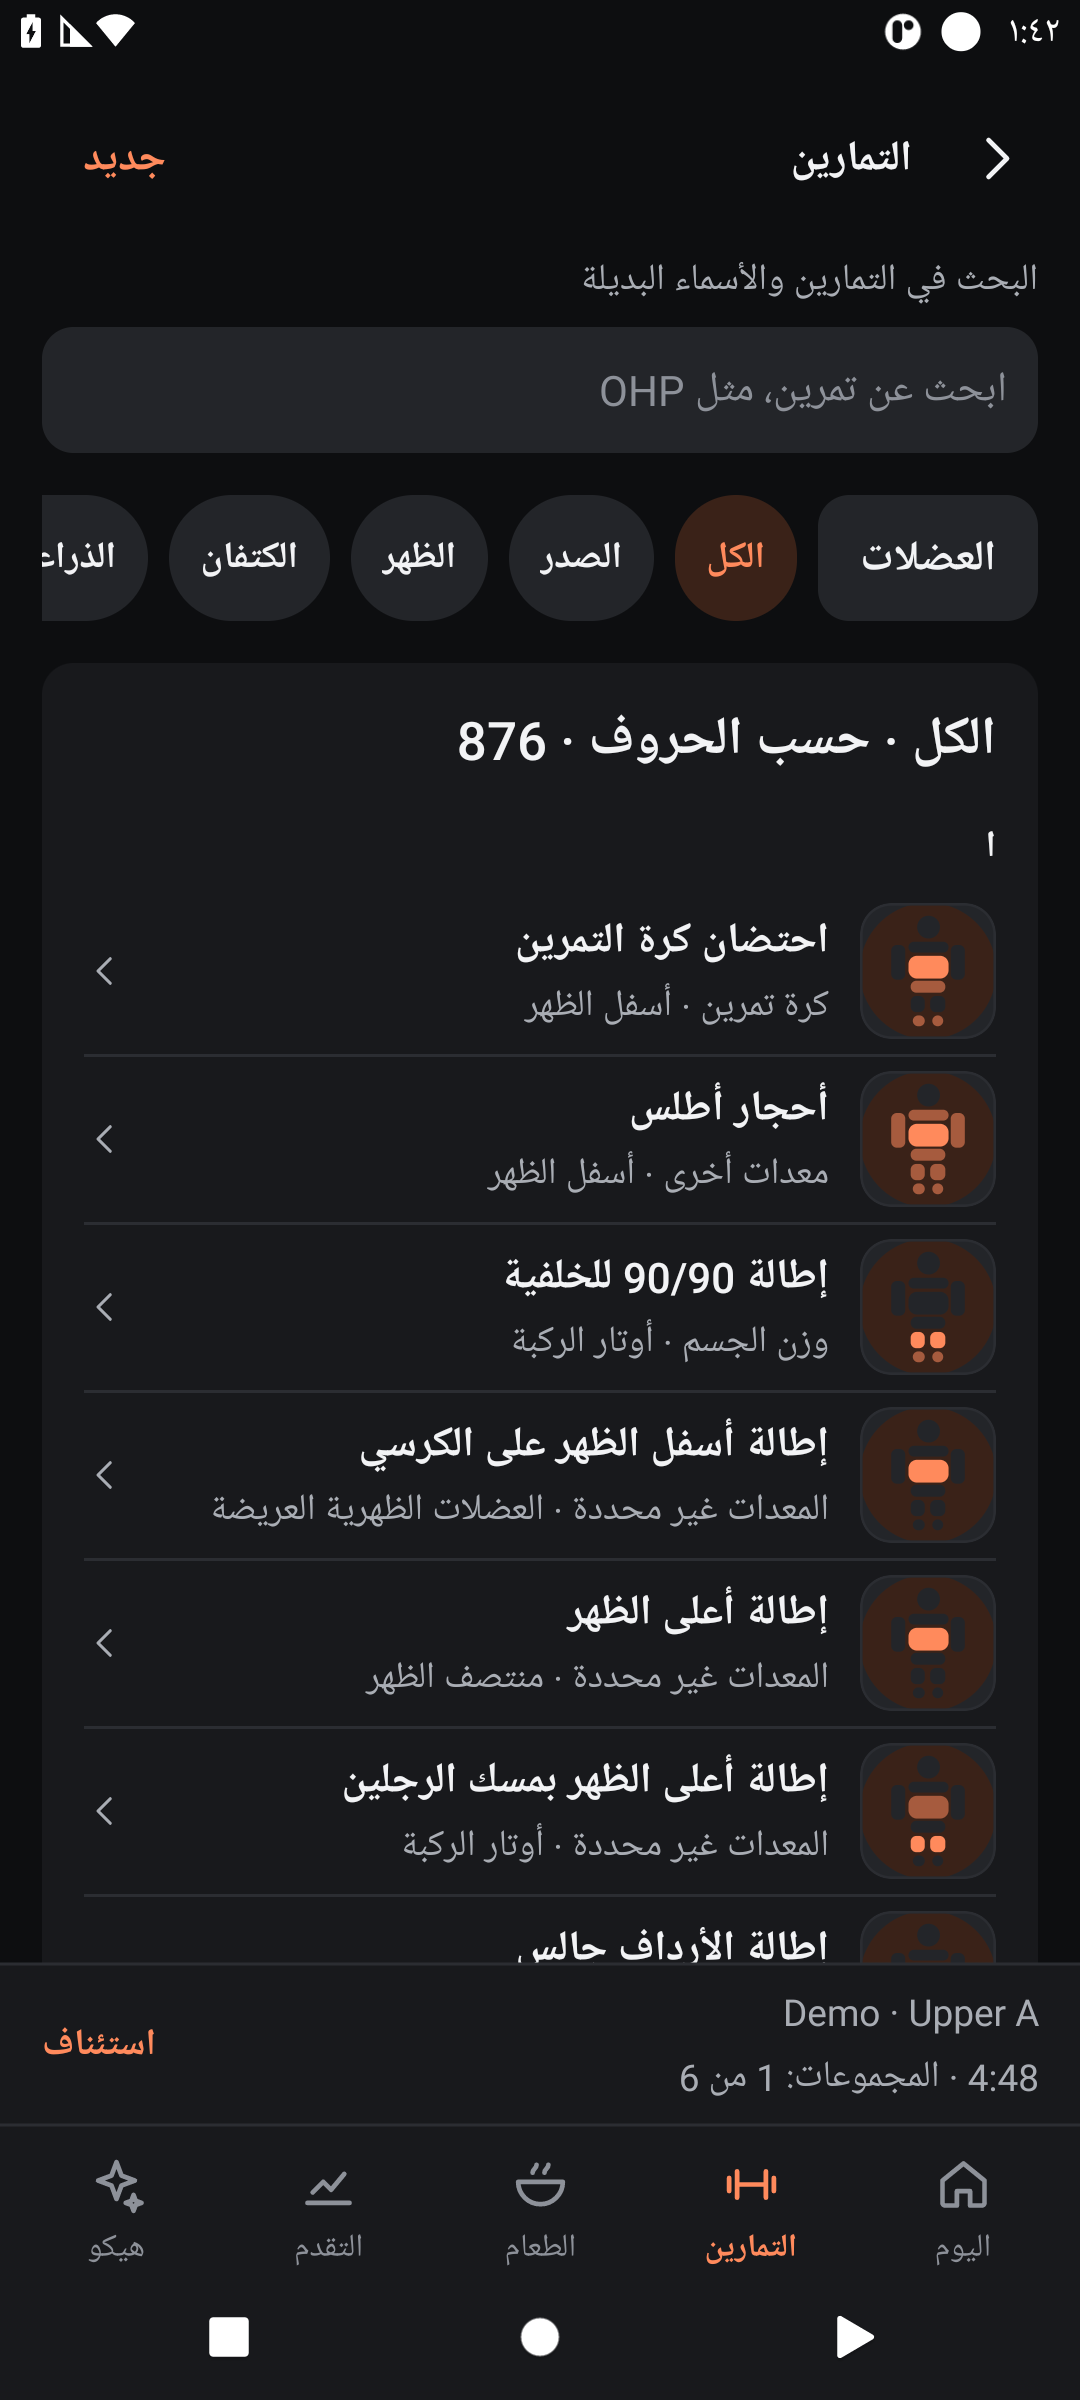 ١:٤٢
التمارين
جديد
البحث في التمارين والأسماء البديلة
ابحث عن تمرين، مثل OHP
العضلات
الكل
الصدر
الظهر
الكتفان
الكل · حسب الحروف · 876
ا
احتضان كرة التمرين
كرة تمرين · أسفل الظهر
أحجار أطلس
معدات أخرى · أسفل الظهر
إطالة 90/90 للخلفية
وزن الجسم · أوتار الركبة
إطالة أسفل الظهر على الكرسي
المعدات غير محددة · العضلات الظهرية العريضة
إطالة أعلى الظهر
المعدات غير محددة · منتصف الظهر
إطالة أعلى الظهر بمسك الرجلين
المعدات غير محددة · أوتار الركبة
إطالة الأرداف جالس
Demo · Upper A
4:48 · المجموعات: 1 من 6
استئناف
اليوم
التمارين
الطعام
التقدم
هيكو